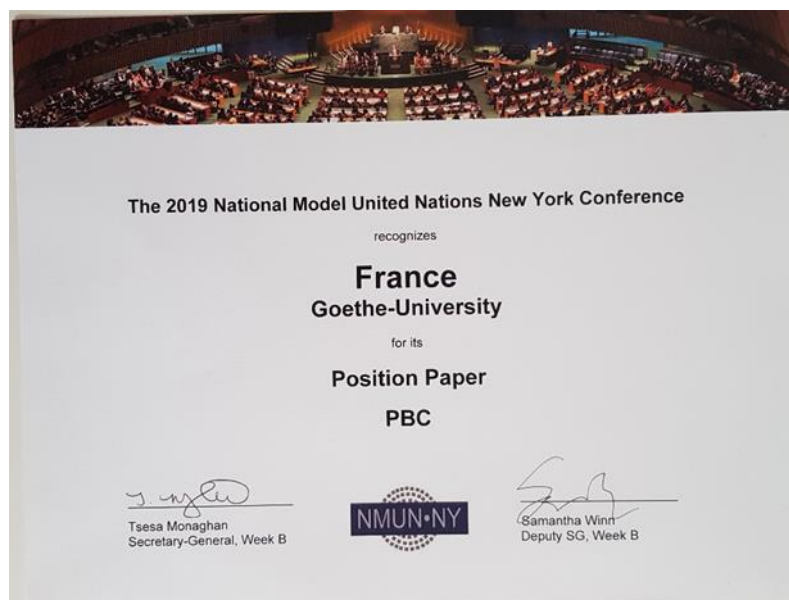 The 2019 National Model United Nations New York Conference
recognizes
France
Goethe-University
for its
Position Paper
PBC
Tsesa Monaghan
Secretary-General, Week B
NMUN•NY
Samantha Winn
Deputy SG, Week B